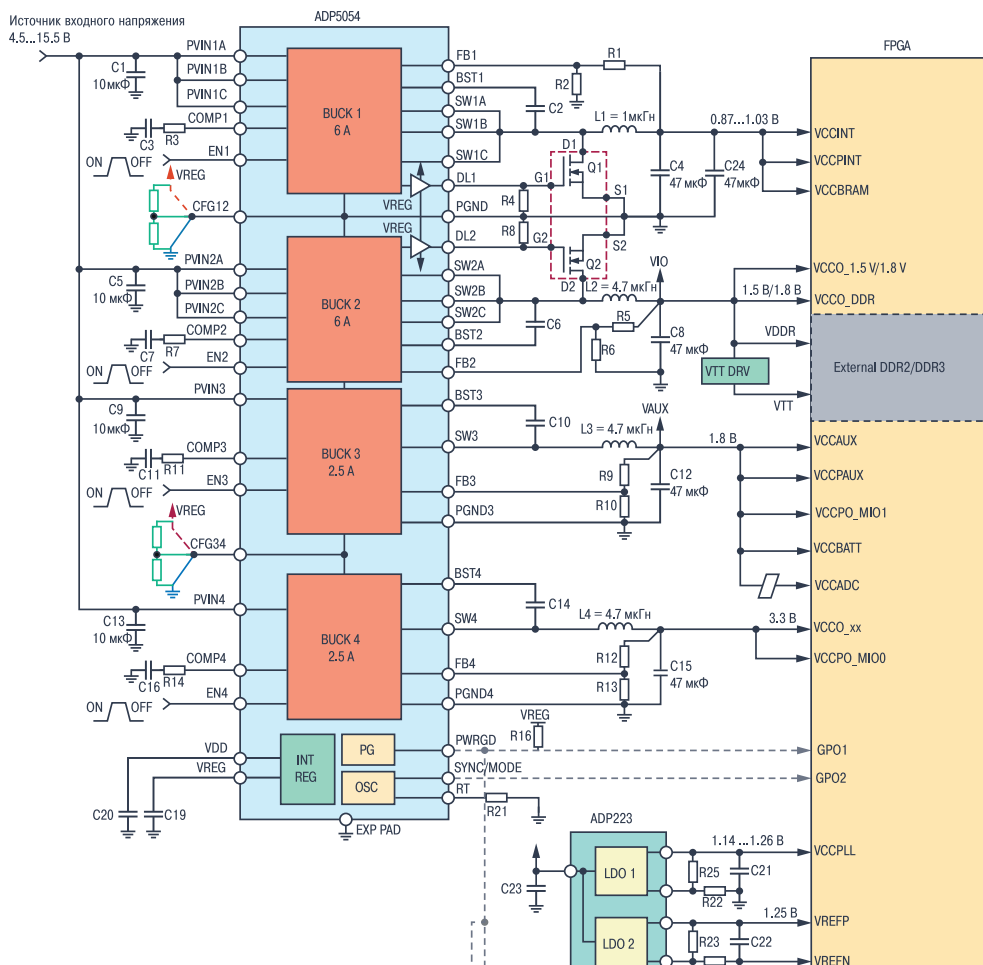 Источник входного напряжения
4.5...15.5 В
ADP5054
FPGA
PVIN1A
C1
10 мкФ
PVIN1B
PVIN1C
COMP1
C3
R3
ON
OFF
EN1
VREG
CFG12
BUCK 1
6 A
FB1
BST1
SW1A
SW1B
SW1C
DL1
VREG
PGND
VREG
DL2
R1
R2
C2
L1 = 1мкГн
0.87...1.03 В
D1
Q1
G1
S1
R4
R8
G2
S2
Q2
D2
C4
47 мкФ
C24
47мкФ
VCCINT
VCCPINT
VCCBRAM
PVIN2A
C5
10 мкФ
PVIN2B
PVIN2C
COMP2
C7
R7
ON
OFF
EN2
BUCK 2
6 A
SW2A
SW2B
SW2C
BST2
FB2
C6
L2 = 4.7 мкГн
VIO
R5
R6
C8
47 мкФ
1.5 В/1.8 В
VCCO_1.5 V/1.8 V
VCCO_DDR
VDDR
VTT DRV
VTT
External DDR2/DDR3
PVIN3
C9
10мкФ
COMP3
C11
R11
ON
OFF
EN3
VREG
CFG34
BUCK 3
2.5 A
BST3
SW3
FB3
PGND3
C10
L3 = 4.7 мкГн
VAUX
R9
R10
C12
47 мкФ
1.8 В
VCCAUX
VCCPAUX
VCCPO_MIO1
VCCBATT
VCCADC
PVIN4
C13
10 мкФ
COMP4
C16
R14
ON
OFF
EN4
BUCK 4
2.5 A
BST4
SW4
FB4
PGND4
C14
L4 = 4.7 мкГн
R12
R13
C15
47 мкФ
3.3 В
VCCO_xx
VCCPO_MIO0
VDD
VREG
C20
C19
INT
REG
PG
OSC
PWRGD
SYNC/MODE
RT
EXP PAD
VREG
R16
R21
GPO1
GPO2
ADP223
C23
LDO 1
LDO 2
1.14 ...1.26 В
R25
C21
R22
VCCPLL
1.25 В
R23
C22
VREFP
VREFN